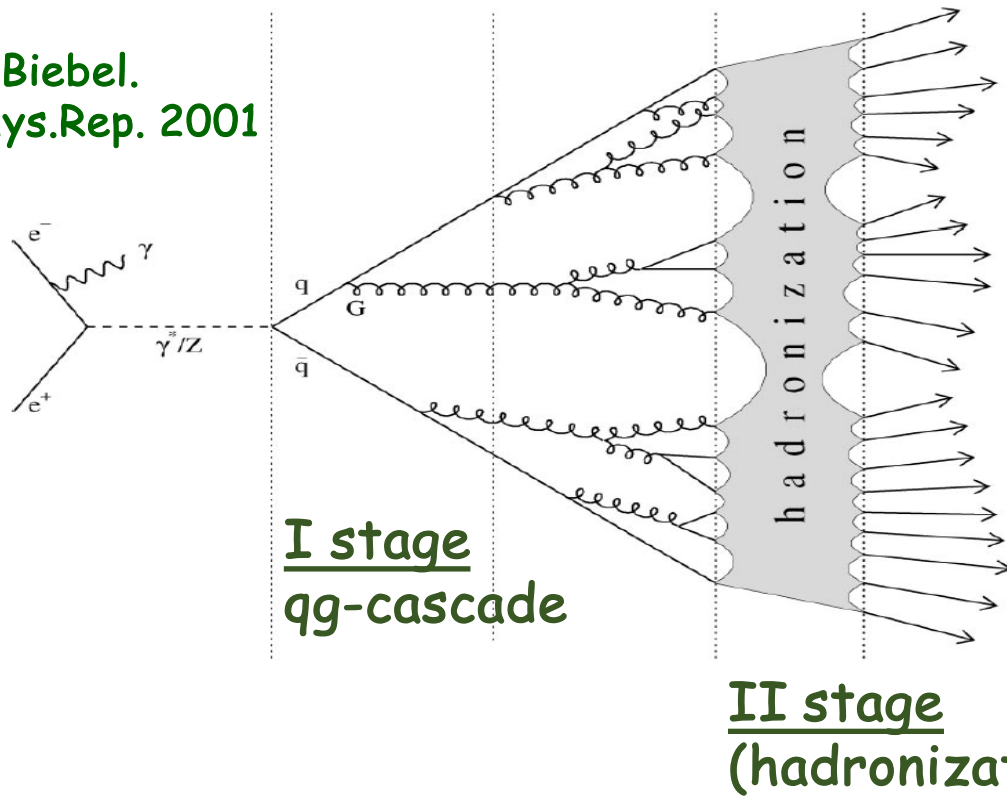 Biebel.
ys.Rep. 2001
e⁻
γ
q
G
γ*/Z
q̄
e⁺
hadronization
I stage
qg-cascade
II stage
(hadroniza